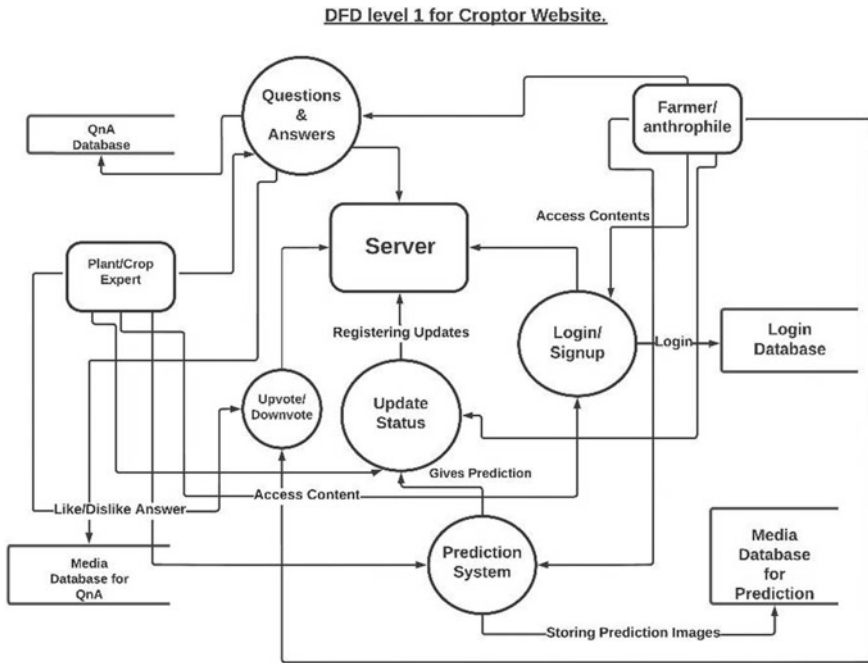 DFD level 1 for Croptor Website.
Questions
&
Answers
Farmer/
anthrophile
QnA
Database
Access Contents
Server
Plant/Crop
Expert
Registering Updates
Login/
Signup
Login
Login
Database
Upvote/
Downvote
Update
Status
Gives Prediction
Access Content
Like/Dislike Answer
Media
Database for
QnA
Prediction
System
Media
Database
for
Prediction
Storing Prediction Images